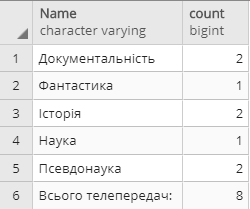 Name count
character varying bigint
1 Документальність 2
2 Фантастика 1
3 Історія 2
4 Наука 1
5 Псевдонаука 2
6 Всього телепередач: 8